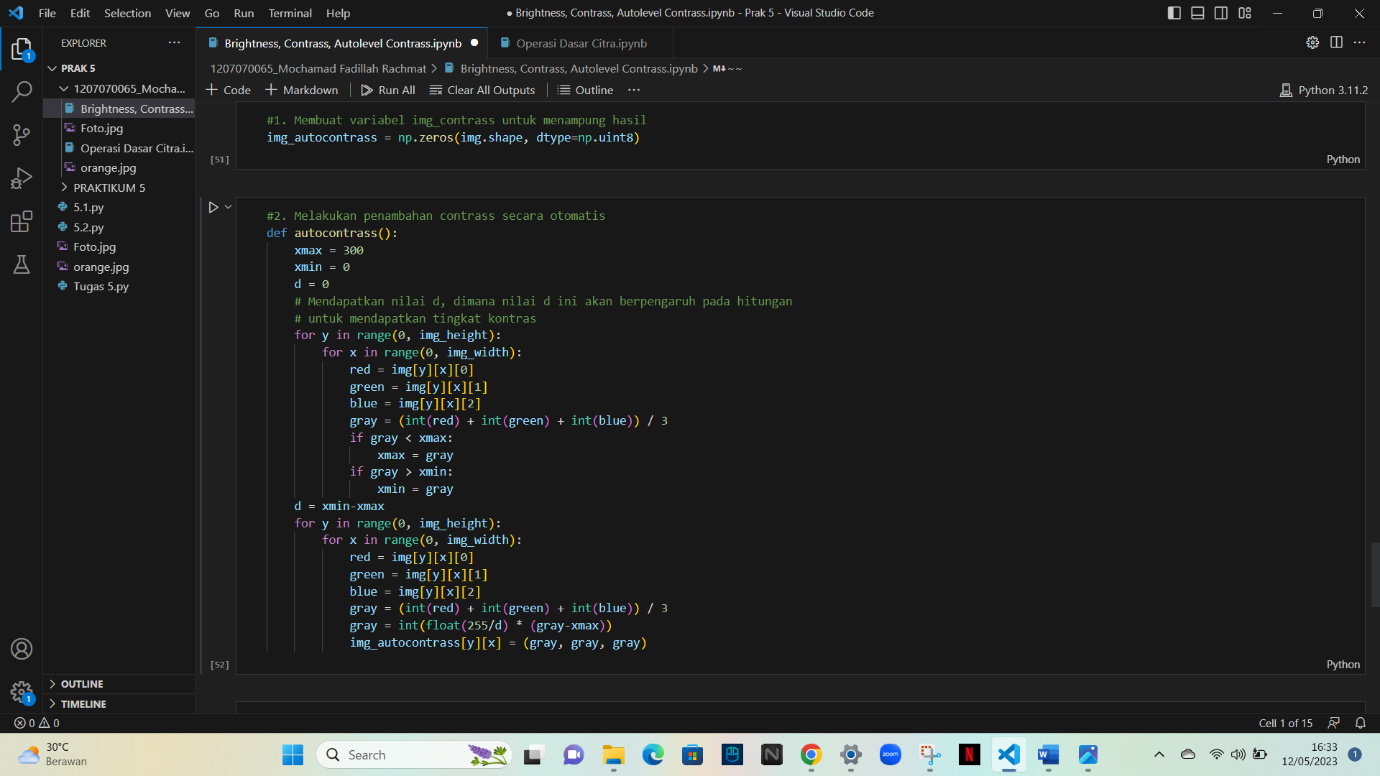 File Edit Selection View Go Run Terminal Help
● Brightness, Contrass, Autolevel Contrass.ipynb - Prak 5 - Visual Studio Code
EXPLORER
PRAK 5
1207070065_Mocha...
Brightness, Contrass...
Foto.jpg
Operasi Dasar Citra.i...
orange.jpg
PRAKTIKUM 5
5.1.py
5.2.py
Foto.jpg
orange.jpg
Tugas 5.py
OUTLINE
TIMELINE
1
1
Brightness, Contrass, Autolevel Contrass.ipynb ●
Operasi Dasar Citra.ipynb
1207070065_Mochamad Fadillah Rachmat > Brightness, Contrass, Autolevel Contrass.ipynb > M↓~~
+ Code + Markdown Run All Clear All Outputs Outline ...
Python 3.11.2
#1. Membuat variabel img_contrass untuk menampung hasil
img_autocontrass = np.zeros(img.shape, dtype=np.uint8)
[51]
Python
#2. Melakukan penambahan contrass secara otomatis
def autocontrass():
    xmax = 300
    xmin = 0
    d = 0
    # Mendapatkan nilai d, dimana nilai d ini akan berpengaruh pada hitungan
    # untuk mendapatkan tingkat kontras
    for y in range(0, img_height):
        for x in range(0, img_width):
            red = img[y][x][0]
            green = img[y][x][1]
            blue = img[y][x][2]
            gray = (int(red) + int(green) + int(blue)) / 3
            if gray < xmax:
                xmax = gray
            if gray > xmin:
                xmin = gray
    d = xmin-xmax
    for y in range(0, img_height):
        for x in range(0, img_width):
            red = img[y][x][0]
            green = img[y][x][1]
            blue = img[y][x][2]
            gray = (int(red) + int(green) + int(blue)) / 3
            gray = int(float(255/d) * (gray-xmax))
            img_autocontrass[y][x] = (gray, gray, gray)
[52]
Python
0 0
Cell 1 of 15
30°C
Berawan
Search
zoom
N
N
W
16:33
12/05/2023
1